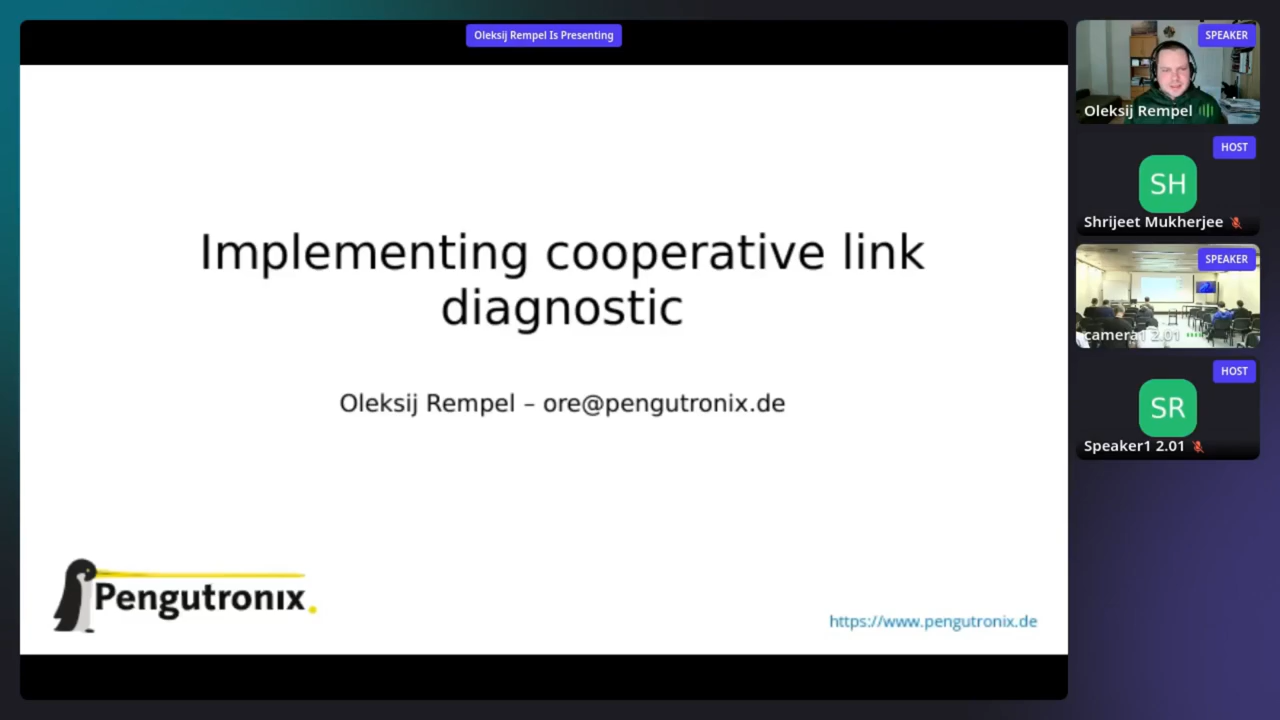 Oleksij Rempel Is Presenting
Implementing cooperative link
diagnostic
Oleksij Rempel – ore@pengutronix.de
Pengutronix.
https://www.pengutronix.de
SPEAKER
Oleksij Rempel
HOST
SH
Shrijeet Mukherjee
SPEAKER
camera1 2.01
HOST
SR
Speaker1 2.01